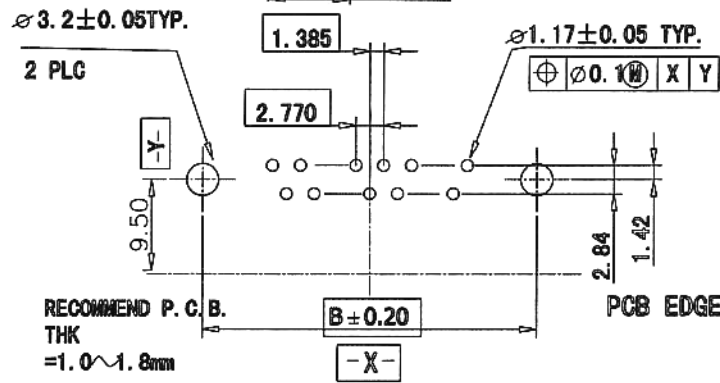 ⌀3.2±0.05TYP.
2 PLC
1.385
⌀1.17±0.05 TYP.
⌖ ⌀0.1Ⓜ X Y
2.770
-Y-
9.50
2.84
1.42
RECOMMEND P.C.B.
THK
=1.0~1.8mm
B±0.20
-X-
PCB EDGE